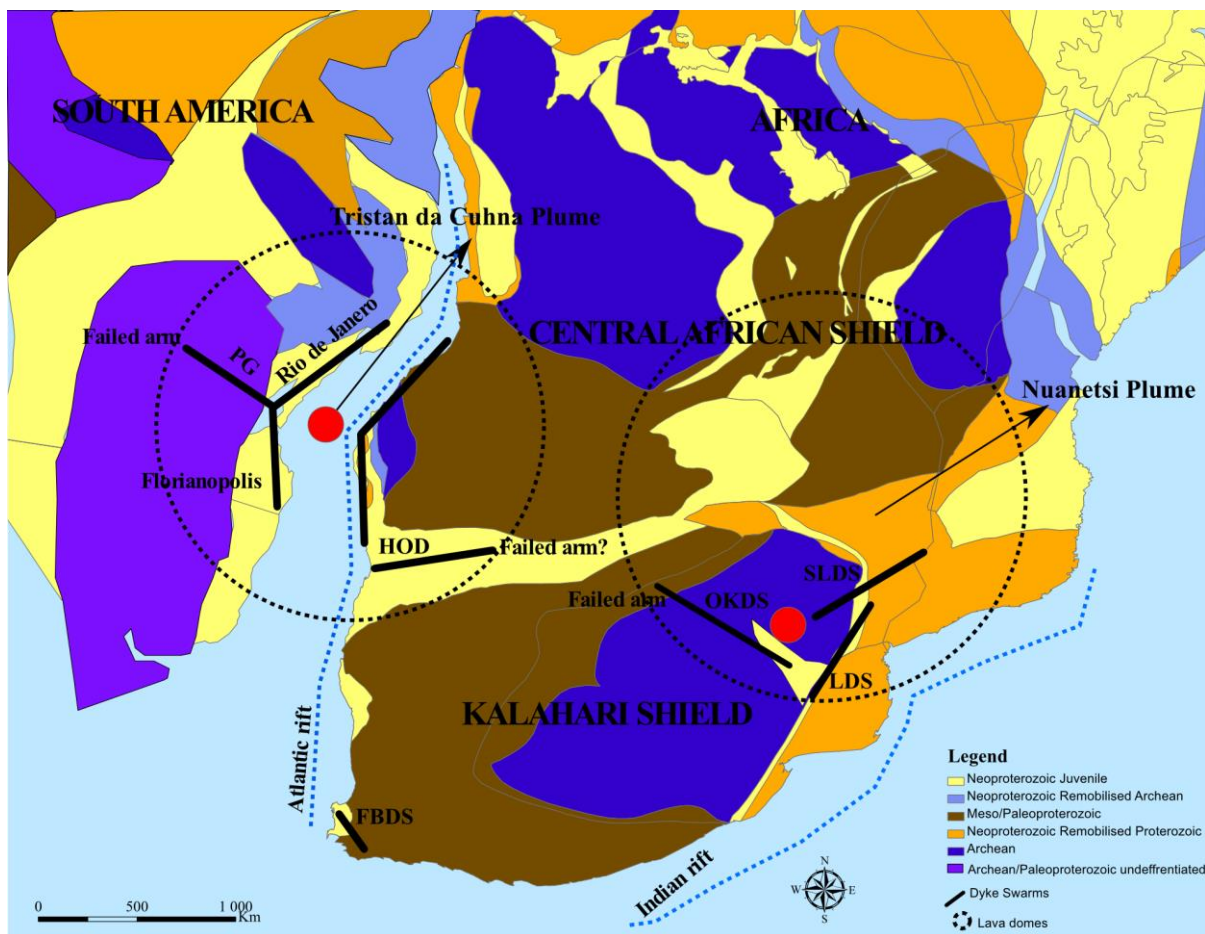 SOUTH AMERICA
AFRICA
Tristan da Cuhna Plume
CENTRAL AFRICAN SHIELD
Failed arm
PG
Rio de Janero
Nuanetsi Plume
Florianopolis
HOD
Failed arm?
SLDS
Failed arm
OKDS
LDS
KALAHARI SHIELD
Atlantic rift
FBDS
Indian rift
N
W
E
S
Legend
Neoproterozoic Juvenile
Neoproterozoic Remobilised Archean
Meso/Paleoproterozoic
Neoproterozoic Remobilised Proterozoic
Archean
Archean/Paleoproterozoic undeffrentiated
Dyke Swarms
Lava domes
0 500 1 000
Km